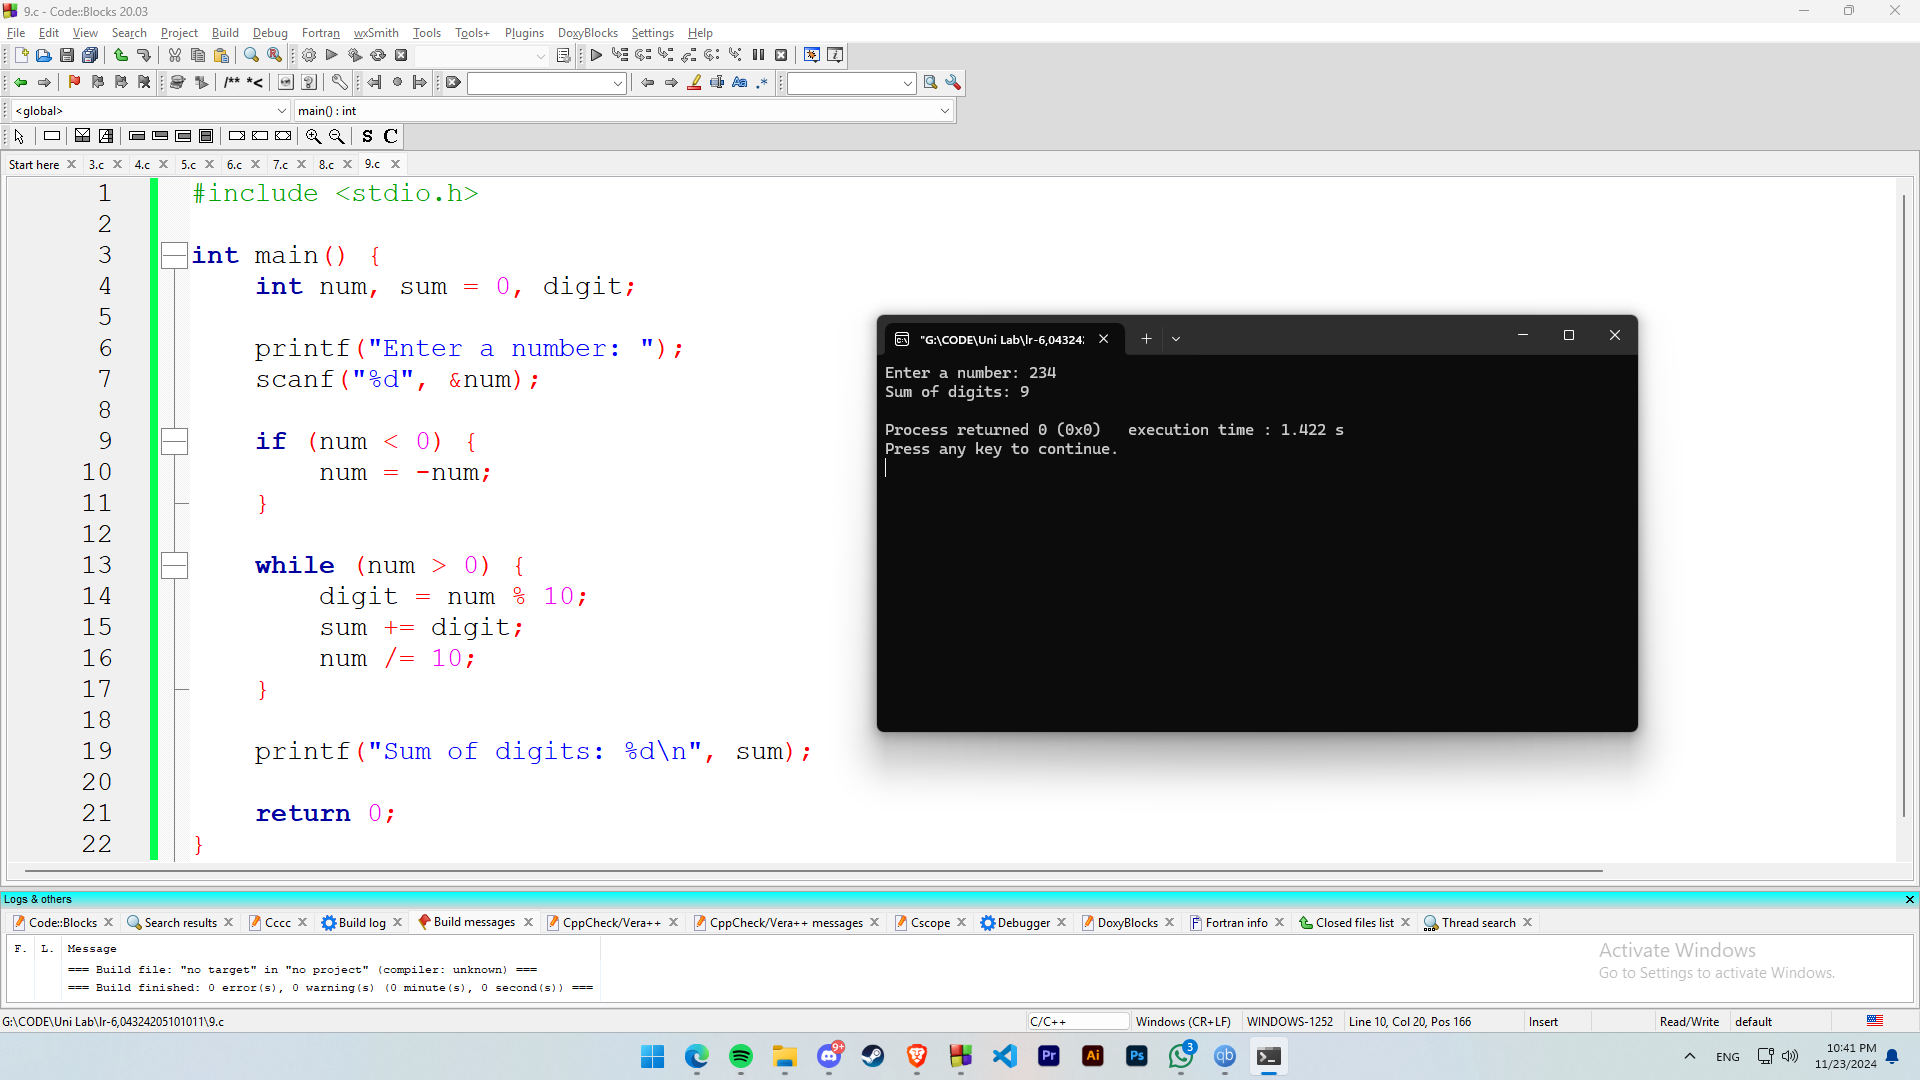 9.c - Code::Blocks 20.03
File Edit View Search Project Build Debug Fortran wxSmith Tools Tools+ Plugins DoxyBlocks Settings Help
/** *<
Aa .*
<global> main() : int
S C
Start here 3.c 4.c 5.c 6.c 7.c 8.c 9.c
1 #include <stdio.h>
2
3 int main() {
4 int num, sum = 0, digit;
5
6 printf("Enter a number: ");
7 scanf("%d", &num);
8
9 if (num < 0) {
10 num = -num;
11 }
12
13 while (num > 0) {
14 digit = num % 10;
15 sum += digit;
16 num /= 10;
17 }
18
19 printf("Sum of digits: %d\n", sum);
20
21 return 0;
22 }
"G:\CODE\Uni Lab\lr-6,04324
Enter a number: 234
Sum of digits: 9
Process returned 0 (0x0) execution time : 1.422 s
Press any key to continue.
Logs & others
Code::Blocks Search results Cccc Build log Build messages CppCheck/Vera++ CppCheck/Vera++ messages Cscope Debugger DoxyBlocks Fortran info Closed files list Thread search
F. L. Message
=== Build file: "no target" in "no project" (compiler: unknown) ===
=== Build finished: 0 error(s), 0 warning(s) (0 minute(s), 0 second(s)) ===
Activate Windows
Go to Settings to activate Windows.
G:\CODE\Uni Lab\lr-6,04324205101011\9.c C/C++ Windows (CR+LF) WINDOWS-1252 Line 10, Col 20, Pos 166 Insert Read/Write default
9+ Pr Ai Ps 3 qb ENG 10:41 PM
11/23/2024